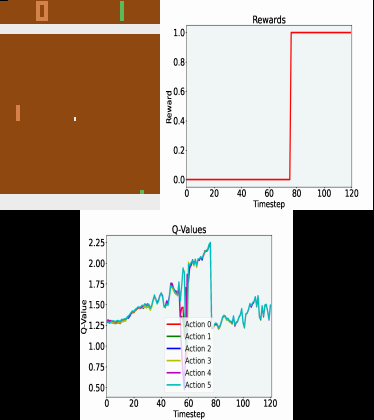 0 1
Rewards
Reward
1.0
0.8
0.6
0.4
0.2
0.0
0 20 40 60 80 100 120
Timestep
Q-Values
Q-Value
2.25
2.00
1.75
1.50
1.25
1.00
0.75
0.50
Action 0
Action 1
Action 2
Action 3
Action 4
Action 5
0 20 40 60 80 100 120
Timestep